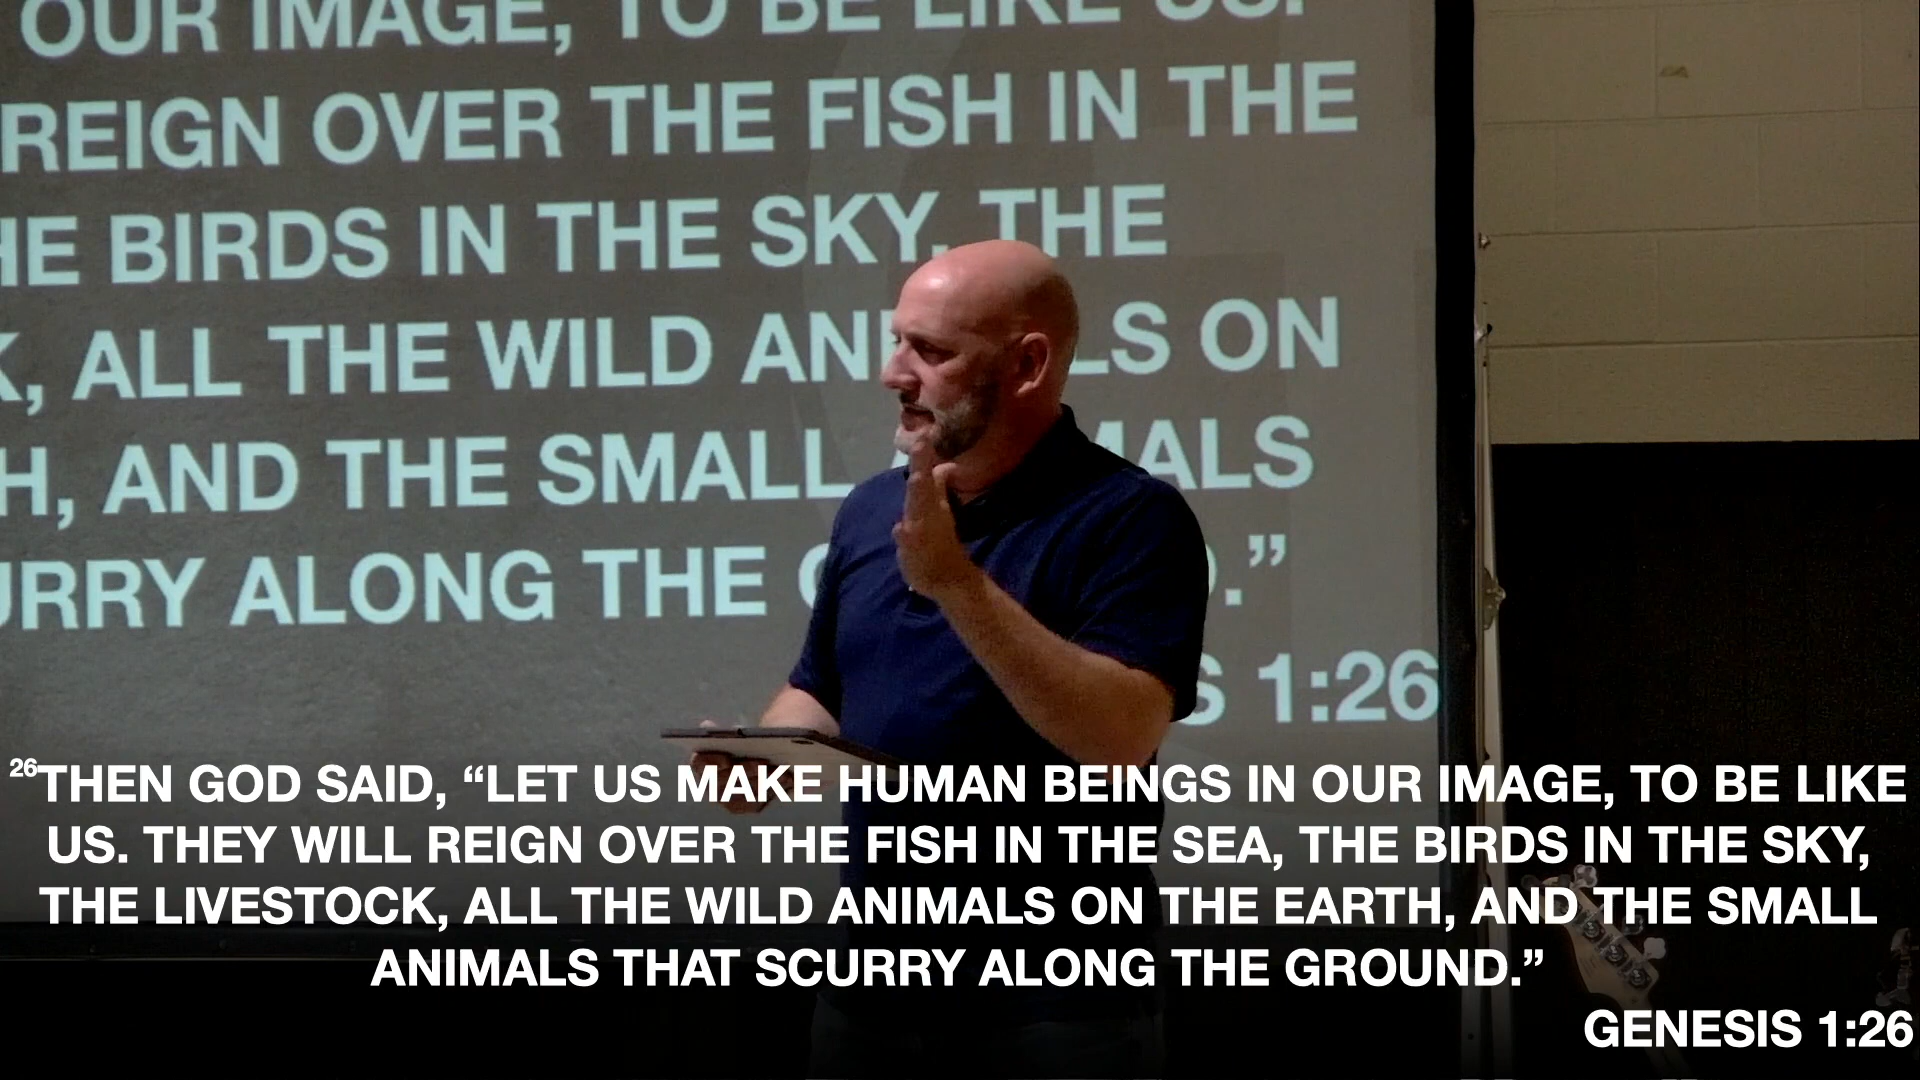 OUR IMAGE, TO BE LIKE US.
REIGN OVER THE FISH IN THE
HE BIRDS IN THE SKY, THE
K, ALL THE WILD AN LS ON
H, AND THE SMALL MALS
URRY ALONG THE .”
S 1:26
26THEN GOD SAID, “LET US MAKE HUMAN BEINGS IN OUR IMAGE, TO BE LIKE
US. THEY WILL REIGN OVER THE FISH IN THE SEA, THE BIRDS IN THE SKY,
THE LIVESTOCK, ALL THE WILD ANIMALS ON THE EARTH, AND THE SMALL
ANIMALS THAT SCURRY ALONG THE GROUND.”
GENESIS 1:26